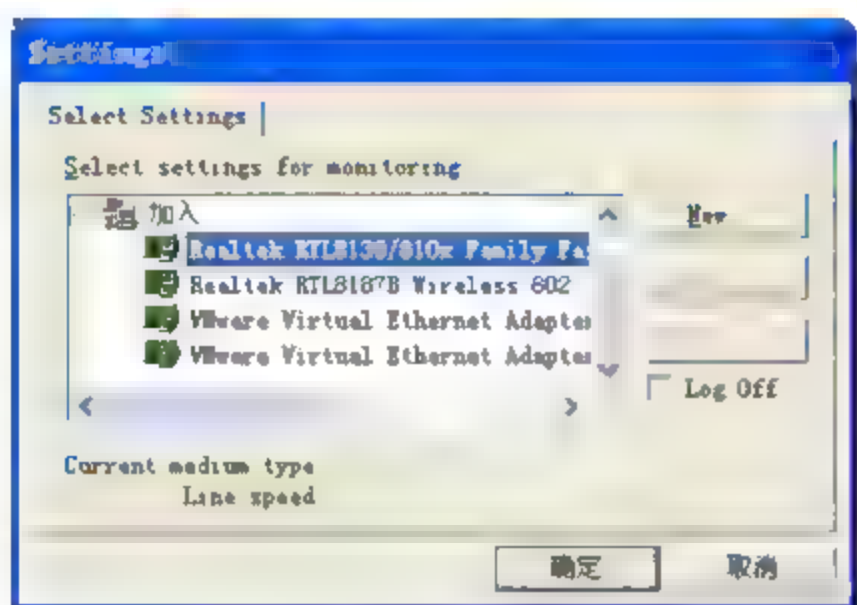 Settings
Select Settings
Select settings for monitoring
加入
New
Realtek RTL8139/810x Family Fas
Realtek RTL8187B Wireless 802
VMware Virtual Ethernet Adapter
VMware Virtual Ethernet Adapter
Log Off
Current medium type
Line speed
确定
取消